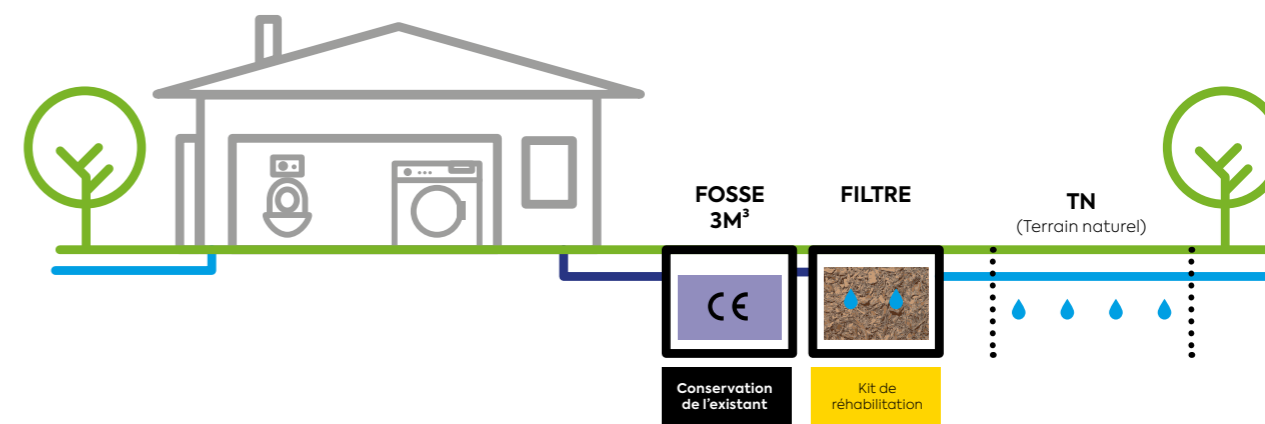 FOSSE
3M³
FILTRE
TN
(Terrain naturel)
CE
Conservation
de l'existant
Kit de
réhabilitation